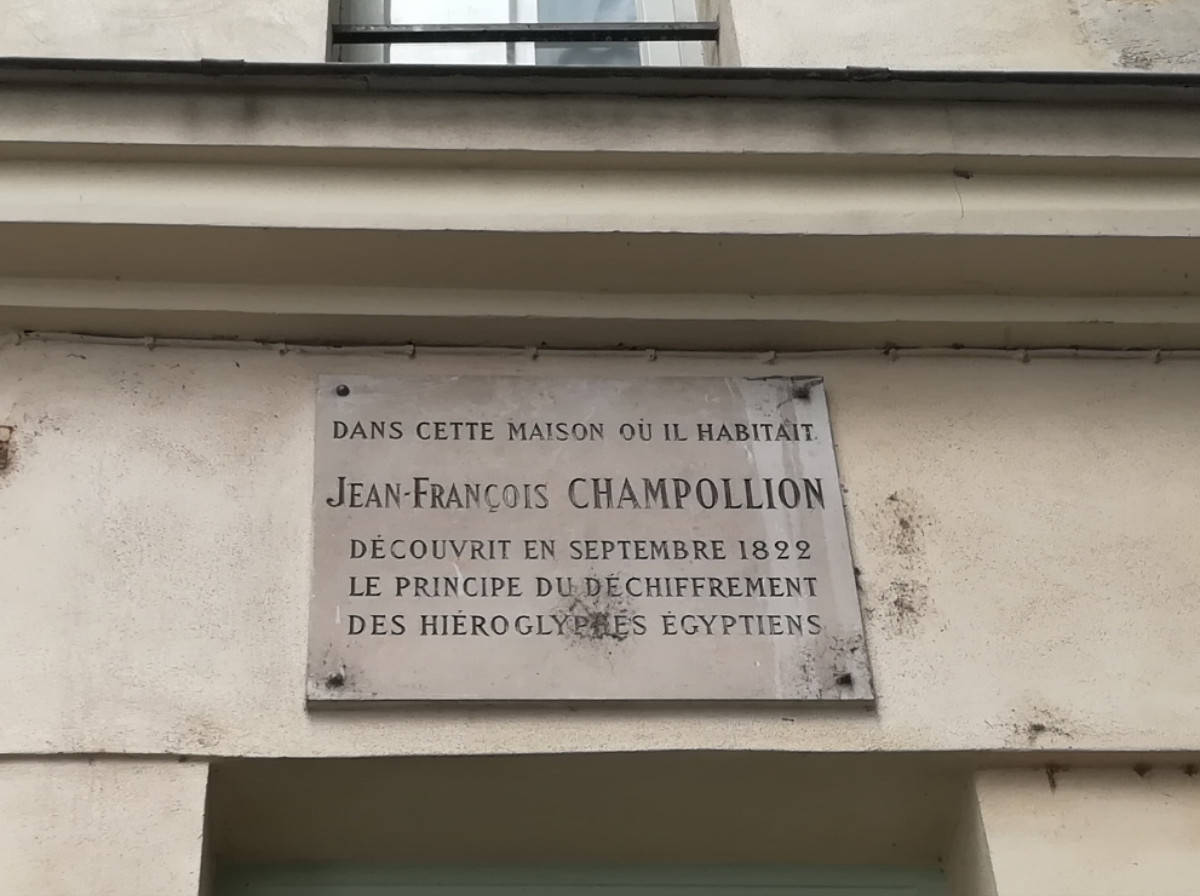 DANS CETTE MAISON OÙ IL HABITAIT
JEAN-FRANÇOIS CHAMPOLLION
DÉCOUVRIT EN SEPTEMBRE 1822
LE PRINCIPE DU DÉCHIFFREMENT
DES HIÉROGLYPHES ÉGYPTIENS